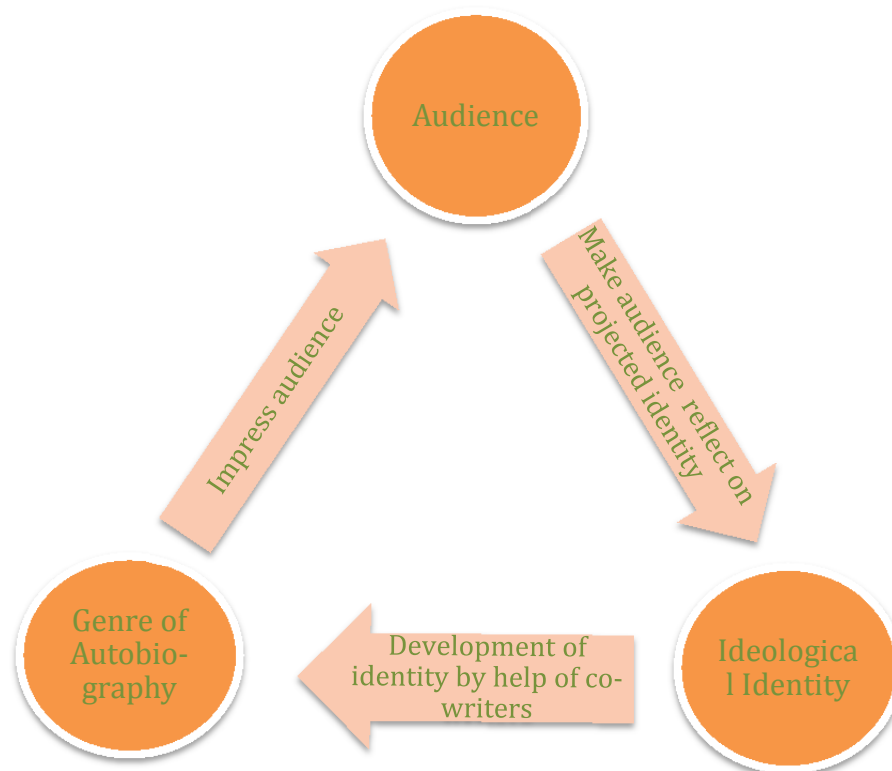 Audience
Impress audience
Make audience reflect on
projected identity
Genre of
Autobio-
graphy
Development of
identity by help of co-
writers
Ideologica
l Identity